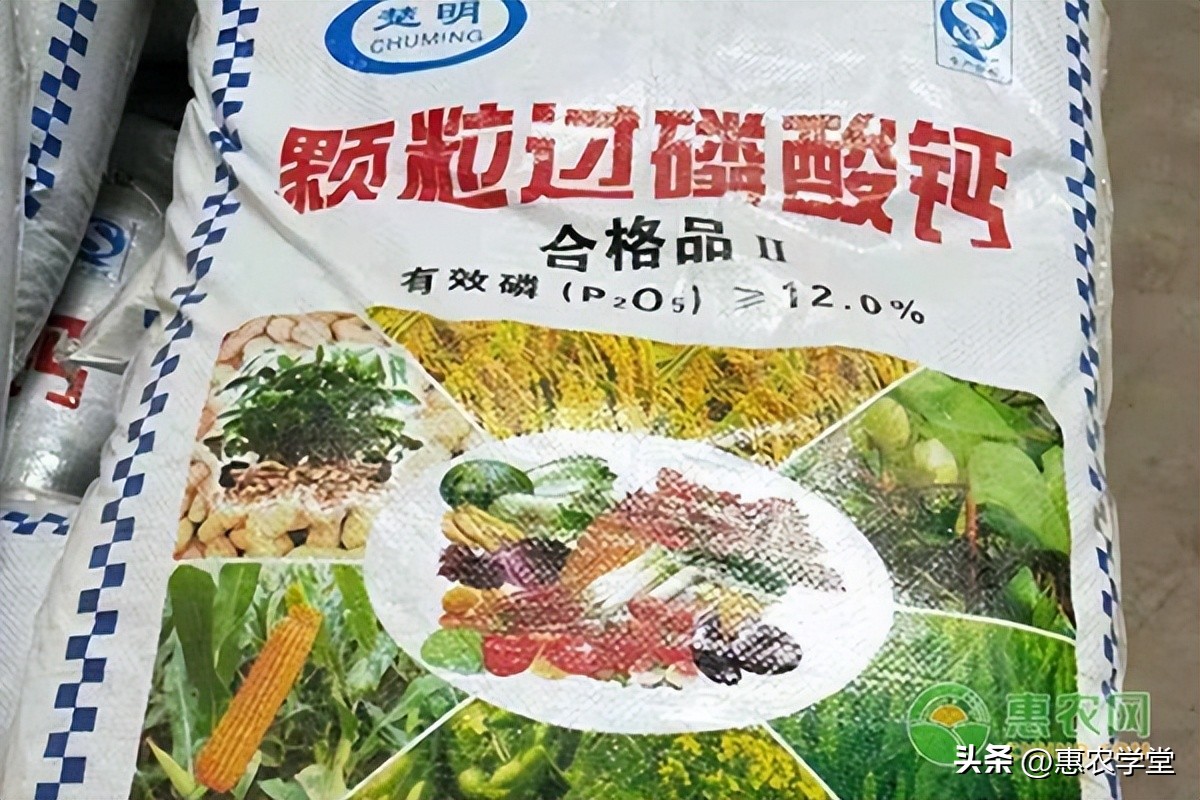 楚明
CHUMING
颗粒过磷酸钙
合格品 II
有效磷 (P₂O₅) ≥12.0%
钙
惠农网
头条 @惠农学堂